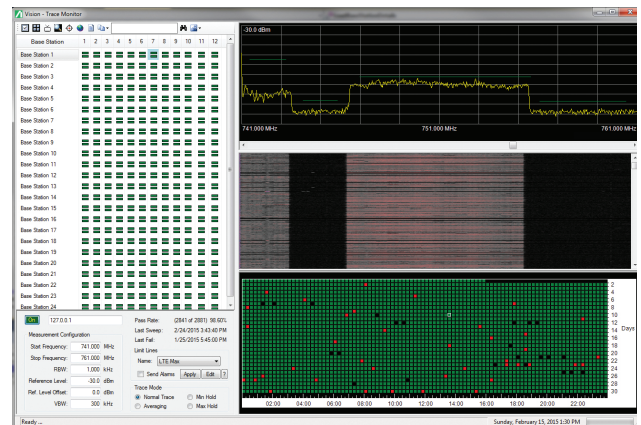 Vision - Trace Monitor
Base Station 1 2 3 4 5 6 7 8 9 10 11 12
Base Station 1
Base Station 2
Base Station 3
Base Station 4
Base Station 5
Base Station 6
Base Station 7
Base Station 8
Base Station 9
Base Station 10
Base Station 11
Base Station 12
Base Station 13
Base Station 14
Base Station 15
Base Station 16
Base Station 17
Base Station 18
Base Station 19
Base Station 20
Base Station 21
Base Station 22
Base Station 23
Base Station 24
-30.0 dBm
741.000 MHz 751.000 MHz 761.000 MHz
2
4
6
8
10
12 Days
14
16
18
20
22
24
26
28
30
02:00 04:00 06:00 08:00 10:00 12:00 14:00 16:00 18:00 20:00 22:00
On 127.0.0.1
Measurement Configuration
Start Frequency: 741.000 MHz
Stop Frequency: 761.000 MHz
RBW: 1.000 kHz
Reference Level: -30.0 dBm
Ref. Level Offset: 0.0 dBm
VBW: 300 kHz
Pass Rate: (2041 of 2081) 98.60%
Last Sweep: 2/24/2015 3:43:40 PM
Last Fail: 1/25/2015 5:45:00 PM
Limit Lines
Name: LTE Max
Send Alarms Apply Edit ?
Trace Mode
Normal Trace Min Hold
Averaging Max Hold
Ready ...
Sunday, February 15, 2015 1:30 PM